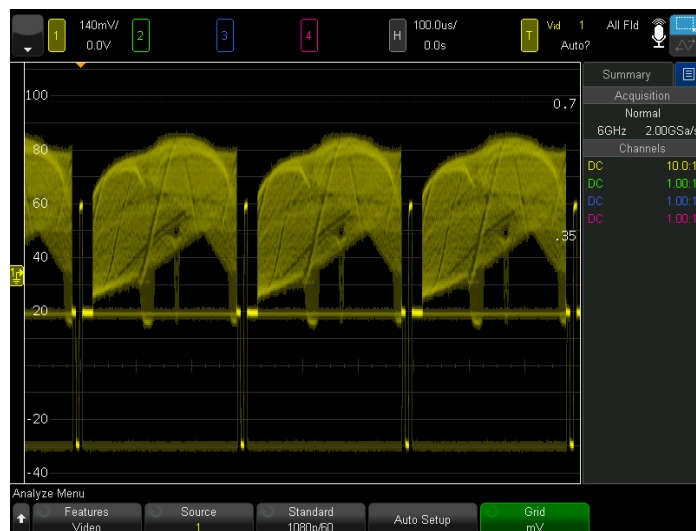 1 140mV/ 2 3 4 H 100.0us/ T Vid 1 All Fld
0.0V 0.0s Auto?
Summary
Acquisition
Normal
6GHz 2.00GSa/s
Channels
DC 10.0:1
DC 1.00:1
DC 1.00:1
DC 1.00:1
100
0.7
80
60
.35
40
20
-20
-40
Analyze Menu
Features Source Standard Auto Setup Grid
Video 1 1080p/60 mV